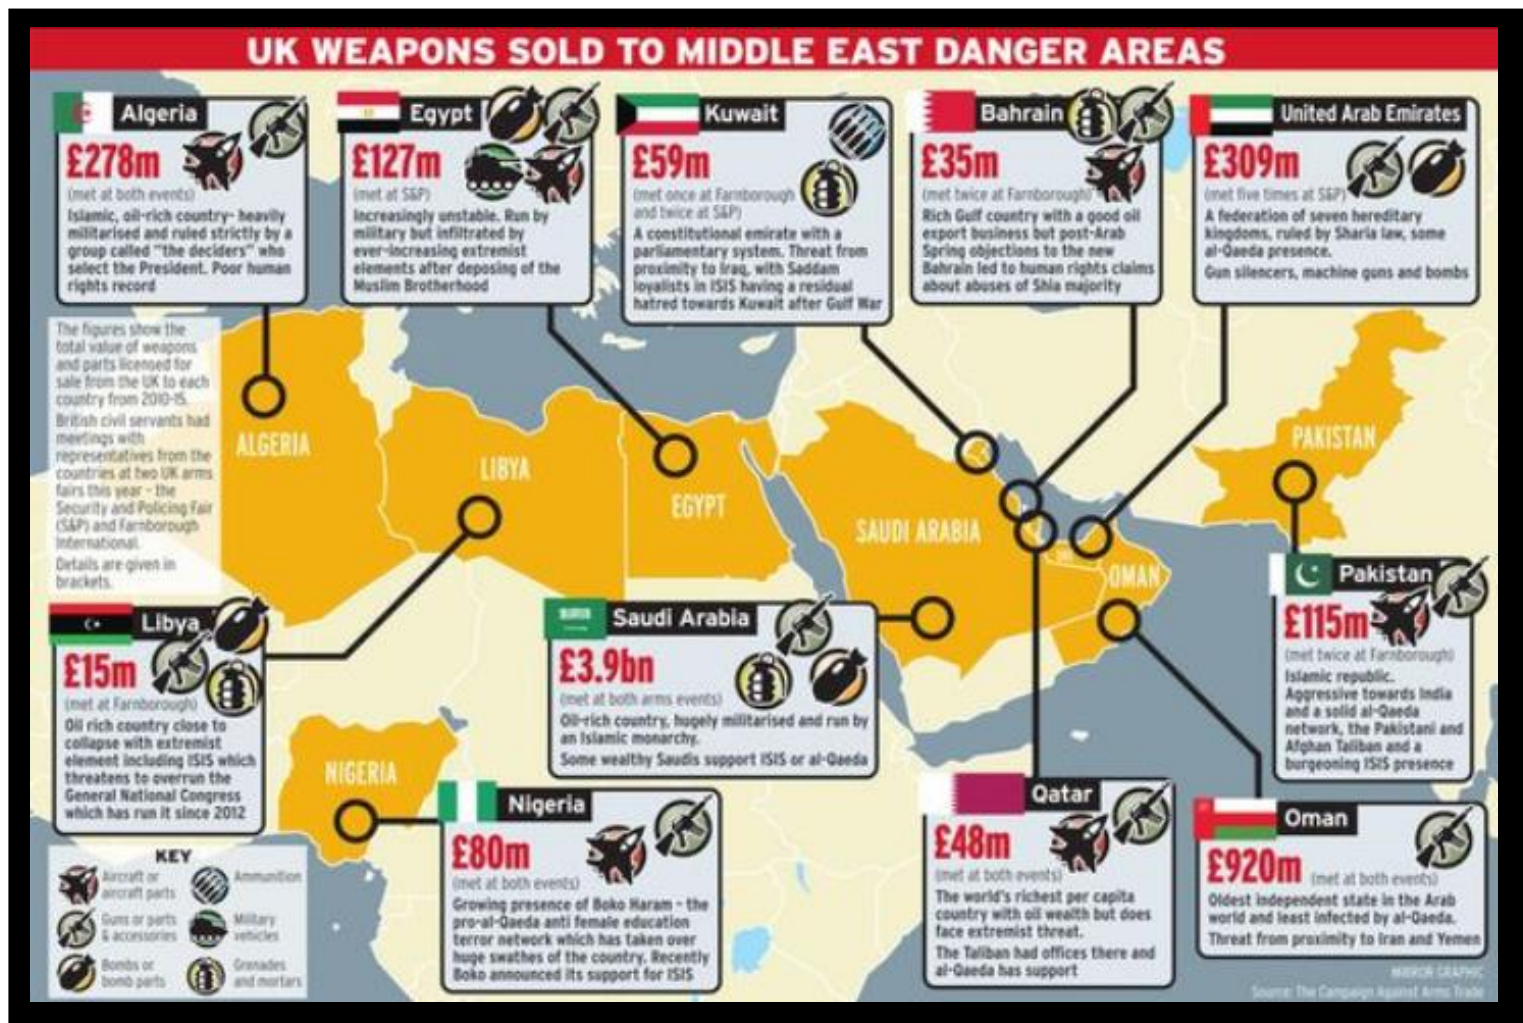 UK WEAPONS SOLD TO MIDDLE EAST DANGER AREAS
Algeria
£278m
(met at both events)
Islamic, oil-rich country- heavily
militarised and ruled strictly by a
group called "the deciders" who
select the President. Poor human
rights record
Egypt
£127m
(met at S&P)
Increasingly unstable. Run by
military but infiltrated by
ever-increasing extremist
elements after deposing of the
Muslim Brotherhood
Kuwait
£59m
(met once at Farnborough
and twice at S&P)
A constitutional emirate with a
parliamentary system. Threat from
proximity to Iraq, with Saddam
loyalists in ISIS having a residual
hatred towards Kuwait after Gulf War
Bahrain
£35m
(met twice at Farnborough)
Rich Gulf country with a good oil
export business but post-Arab
Spring objections to the new
Bahrain led to human rights claims
about abuses of Shia majority
United Arab Emirates
£309m
(met five times at S&P)
A federation of seven hereditary
kingdoms, ruled by Sharia law, some
al-Qaeda presence.
Gun silencers, machine guns and bombs
The figures show the
total value of weapons
and parts licensed for
sale from the UK to each
country from 2010-15.
British civil servants had
meetings with
representatives from the
countries at two UK arms
fairs this year - the
Security and Policing Fair
(S&P) and Farnborough
International.
Details are given in
brackets.
ALGERIA
LIBYA
EGYPT
SAUDI ARABIA
OMAN
PAKISTAN
NIGERIA
Libya
£15m
(met at Farnborough)
Oil rich country close to
collapse with extremist
element including ISIS which
threatens to overrun the
General National Congress
which has run it since 2012
Saudi Arabia
£3.9bn
(met at both arms events)
Oil-rich country, hugely militarised and run by
an Islamic monarchy.
Some wealthy Saudis support ISIS or al-Qaeda
Pakistan
£115m
(met twice at Farnborough)
Islamic republic.
Aggressive towards India
and a solid al-Qaeda
network, the Pakistani and
Afghan Taliban and a
burgeoning ISIS presence
Nigeria
£80m
(met at both events)
Growing presence of Boko Haram - the
pro-al-Qaeda anti female education
terror network which has taken over
huge swathes of the country. Recently
Boko announced its support for ISIS
Qatar
£48m
(met at both events)
The world's richest per capita
country with oil wealth but does
face extremist threat.
The Taliban had offices there and
al-Qaeda has support
Oman
£920m
(met at both events)
Oldest independent state in the Arab
world and least infected by al-Qaeda.
Threat from proximity to Iran and Yemen
KEY
Aircraft or
aircraft parts
Ammunition
Guns or parts
& accessories
Military
vehicles
Bombs or
bomb parts
Grenades
and mortars
MIRROR GRAPHIC
Source: The Campaign Against Arms Trade